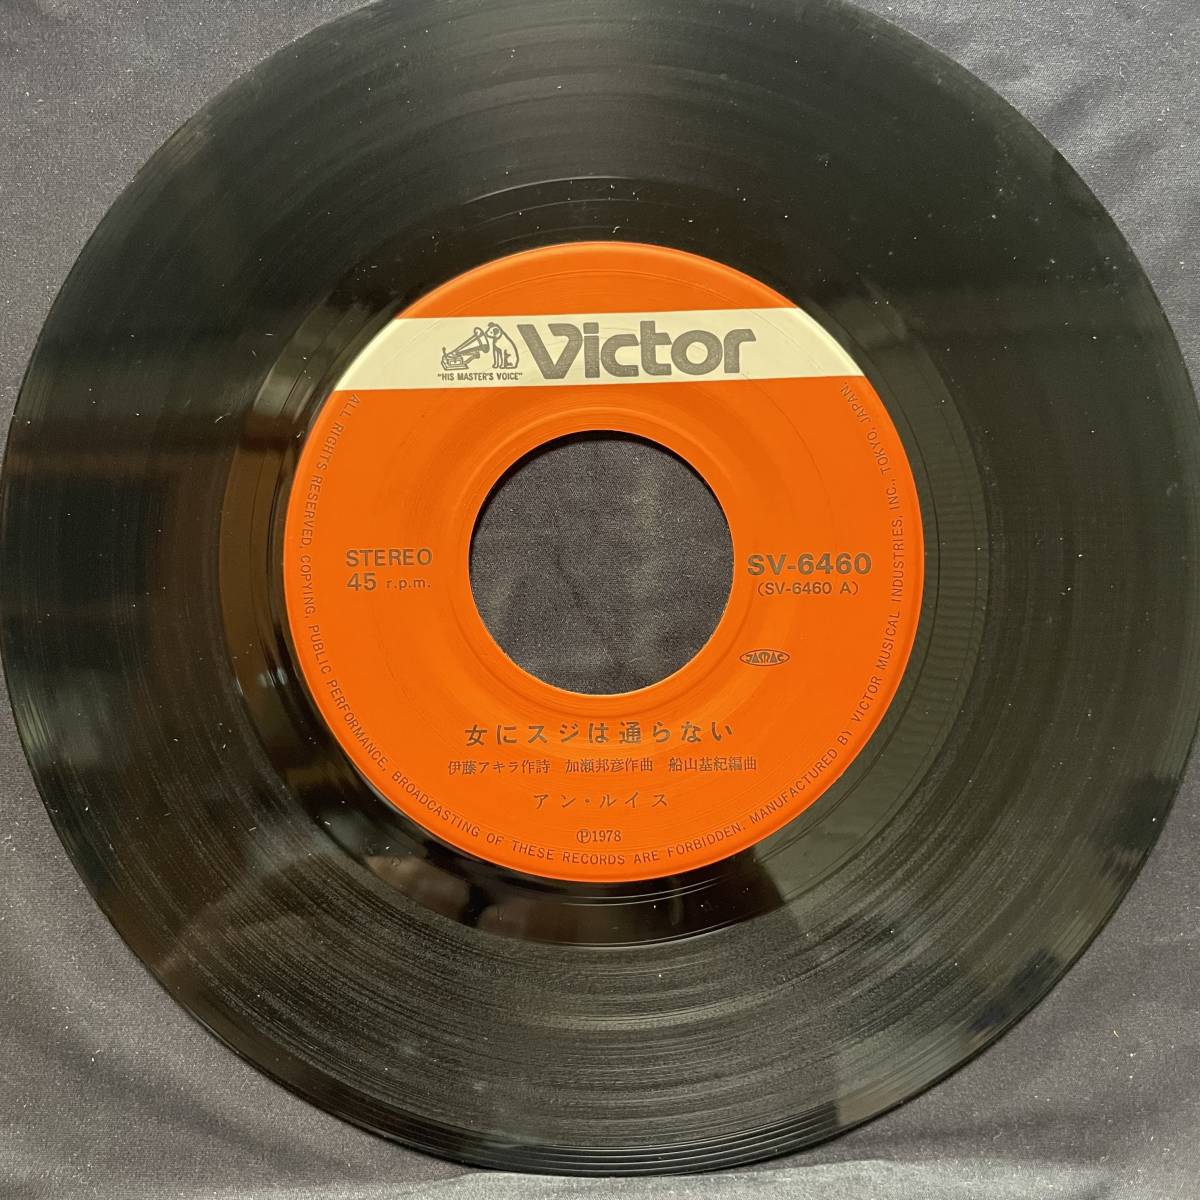 "HIS MASTER'S VOICE"
Victor
STEREO
45 r.p.m.
SV-6460
(SV-6460 A)
JASRAC
女にスジは通らない
伊藤アキラ作詩 加瀬邦彦作曲 船山基紀編曲
アン・ルイス
Ⓟ1978
ALL RIGHTS RESERVED. COPYING, PUBLIC PERFORMANCE, BROADCASTING OF THESE RECORDS ARE FORBIDDEN. MANUFACTURED BY VICTOR MUSICAL INDUSTRIES, INC., TOKYO, JAPAN.